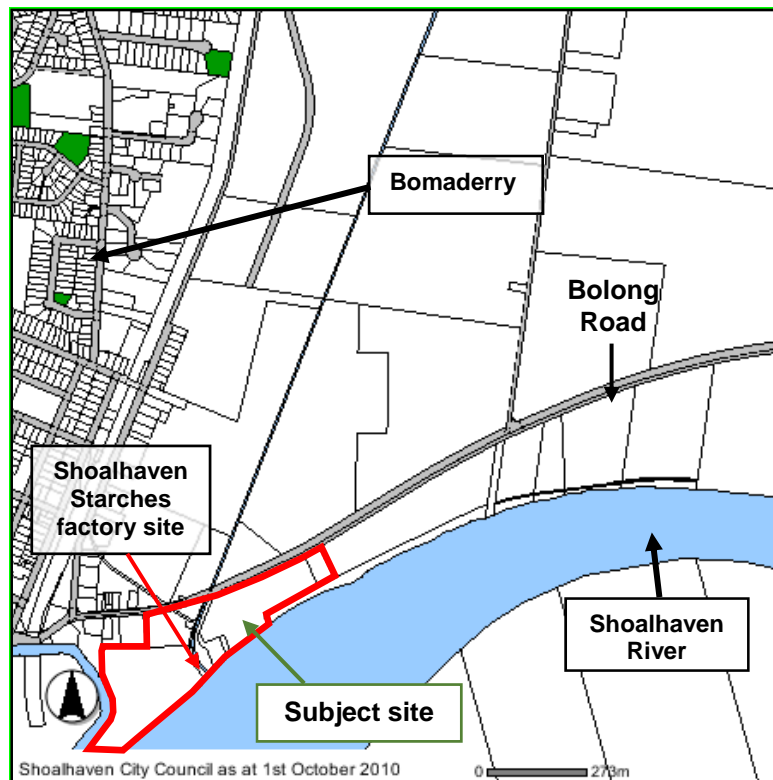 Bomaderry
Bolong
Road
Shoalhaven
Starches
factory site
Shoalhaven
River
Subject site
Shoalhaven City Council as at 1st October 2010
0 273m